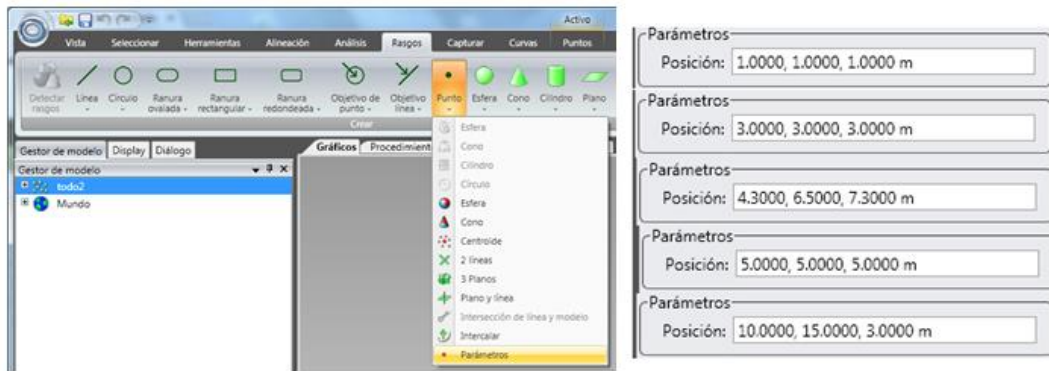 Activo
Vista Seleccionar Herramientas Alineación Análisis Rasgos Capturar Curvas Puntos
Detectar rasgos
Línea
Círculo
Ranura ovalada
Ranura rectangular
Ranura redondeada
Objetivo de punto
Objetivo línea
Punto
Esfera
Cono
Cilindro
Plano
Crear
Gestor de modelo Display Diálogo
Gráficos Procedimient
Gestor de modelo
todo2
Mundo
Esfera
Cono
Cilindro
Círculo
Esfera
Cono
Centroide
2 líneas
3 Planos
Plano y línea
Intersección de línea y modelo
Intercalar
Parámetros
Parámetros
Posición: 1.0000, 1.0000, 1.0000 m
Parámetros
Posición: 3.0000, 3.0000, 3.0000 m
Parámetros
Posición: 4.3000, 6.5000, 7.3000 m
Parámetros
Posición: 5.0000, 5.0000, 5.0000 m
Parámetros
Posición: 10.0000, 15.0000, 3.0000 m